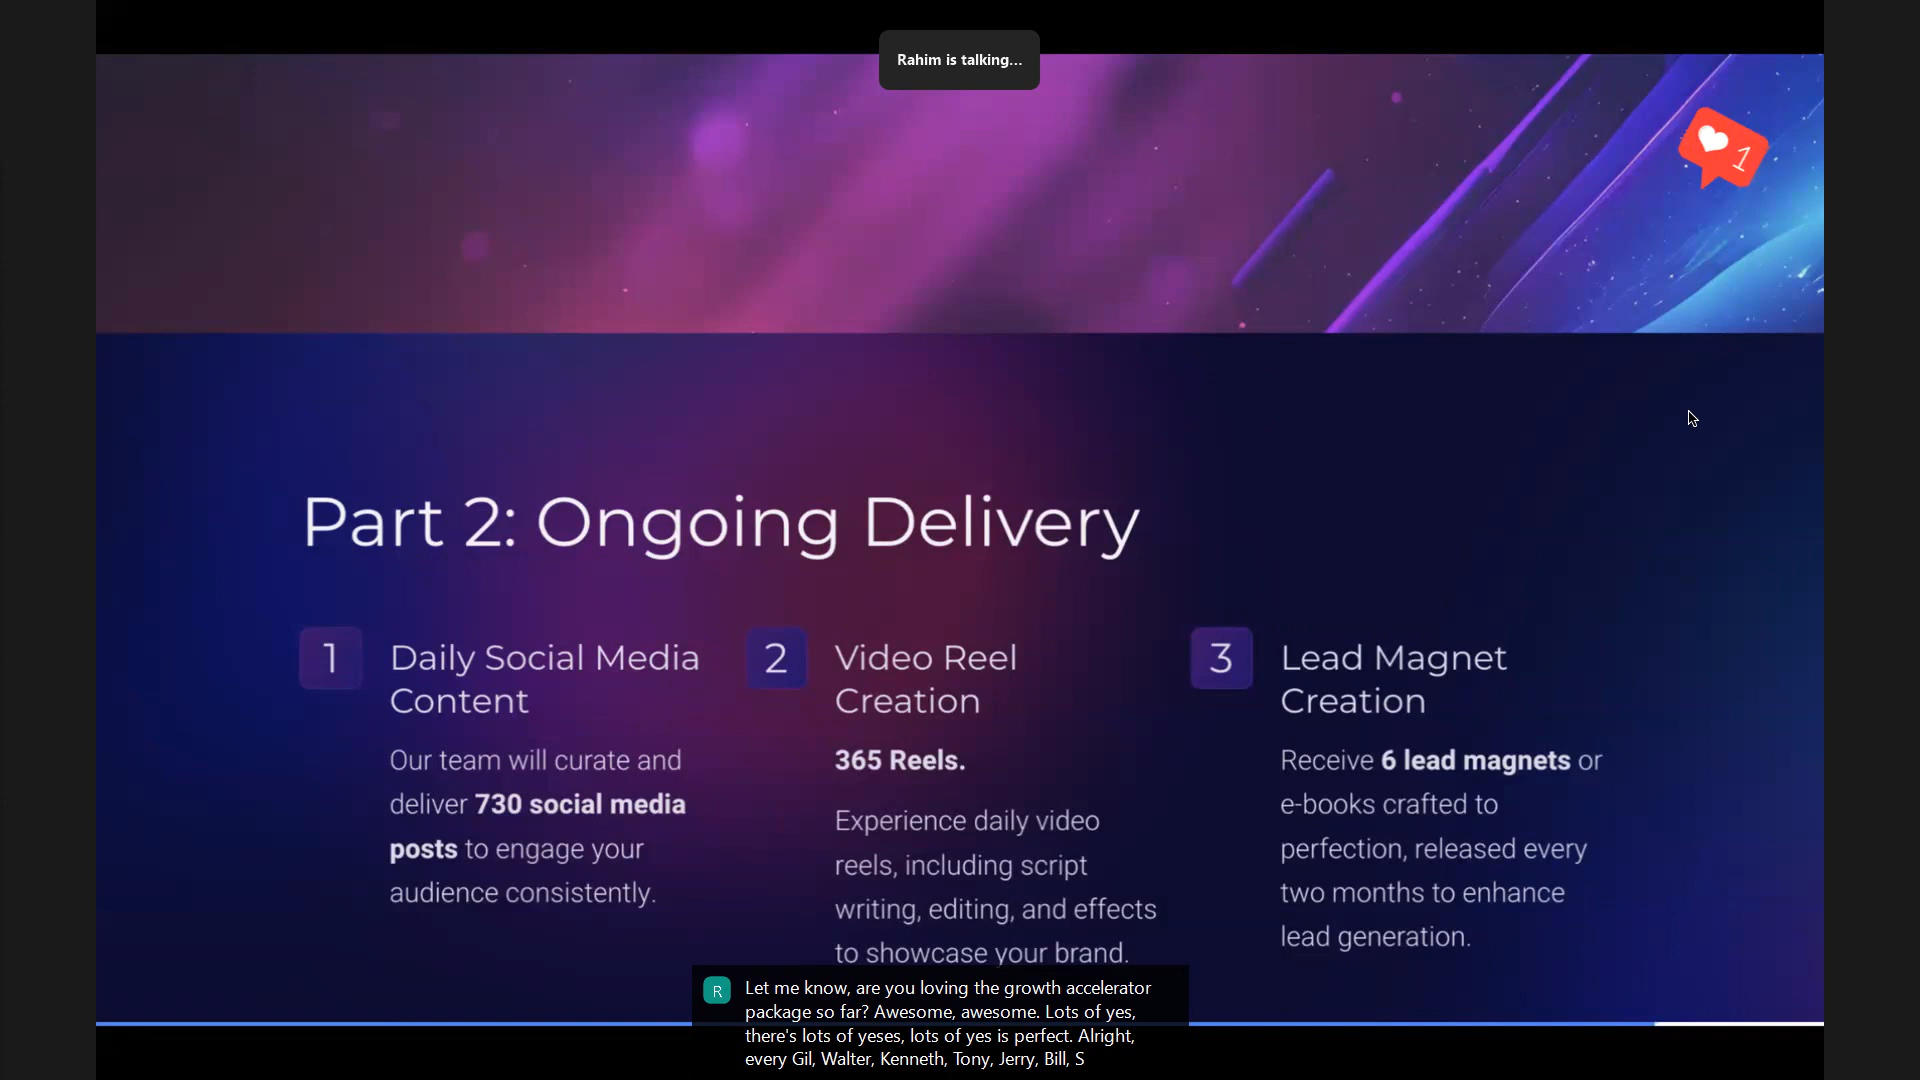 Rahim is talking...
1
Part 2: Ongoing Delivery
1
Daily Social Media
Content
Our team will curate and
deliver 730 social media
posts to engage your
audience consistently.
2
Video Reel
Creation
365 Reels.
Experience daily video
reels, including script
writing, editing, and effects
to showcase your brand.
3
Lead Magnet
Creation
Receive 6 lead magnets or
e-books crafted to
perfection, released every
two months to enhance
lead generation.
R
Let me know, are you loving the growth accelerator
package so far? Awesome, awesome. Lots of yes,
there's lots of yeses, lots of yes is perfect. Alright,
every Gil, Walter, Kenneth, Tony, Jerry, Bill, S